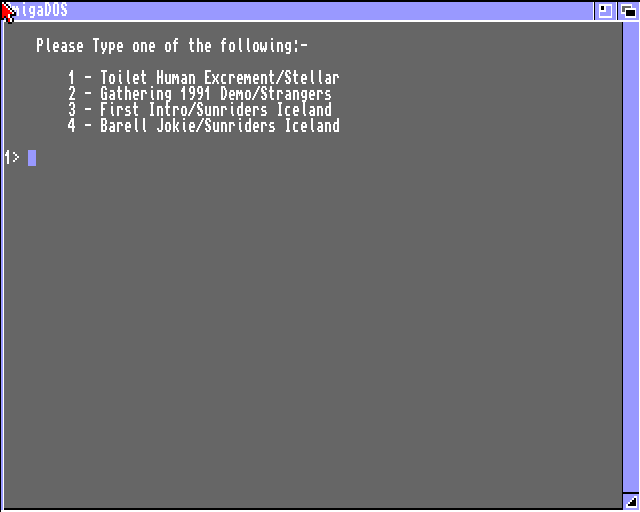 migaDOS
Please Type one of the following:-
1 - Toilet Human Excrement/Stellar
2 - Gathering 1991 Demo/Strangers
3 - First Intro/Sunriders Iceland
4 - Barell Jokie/Sunriders Iceland
1>